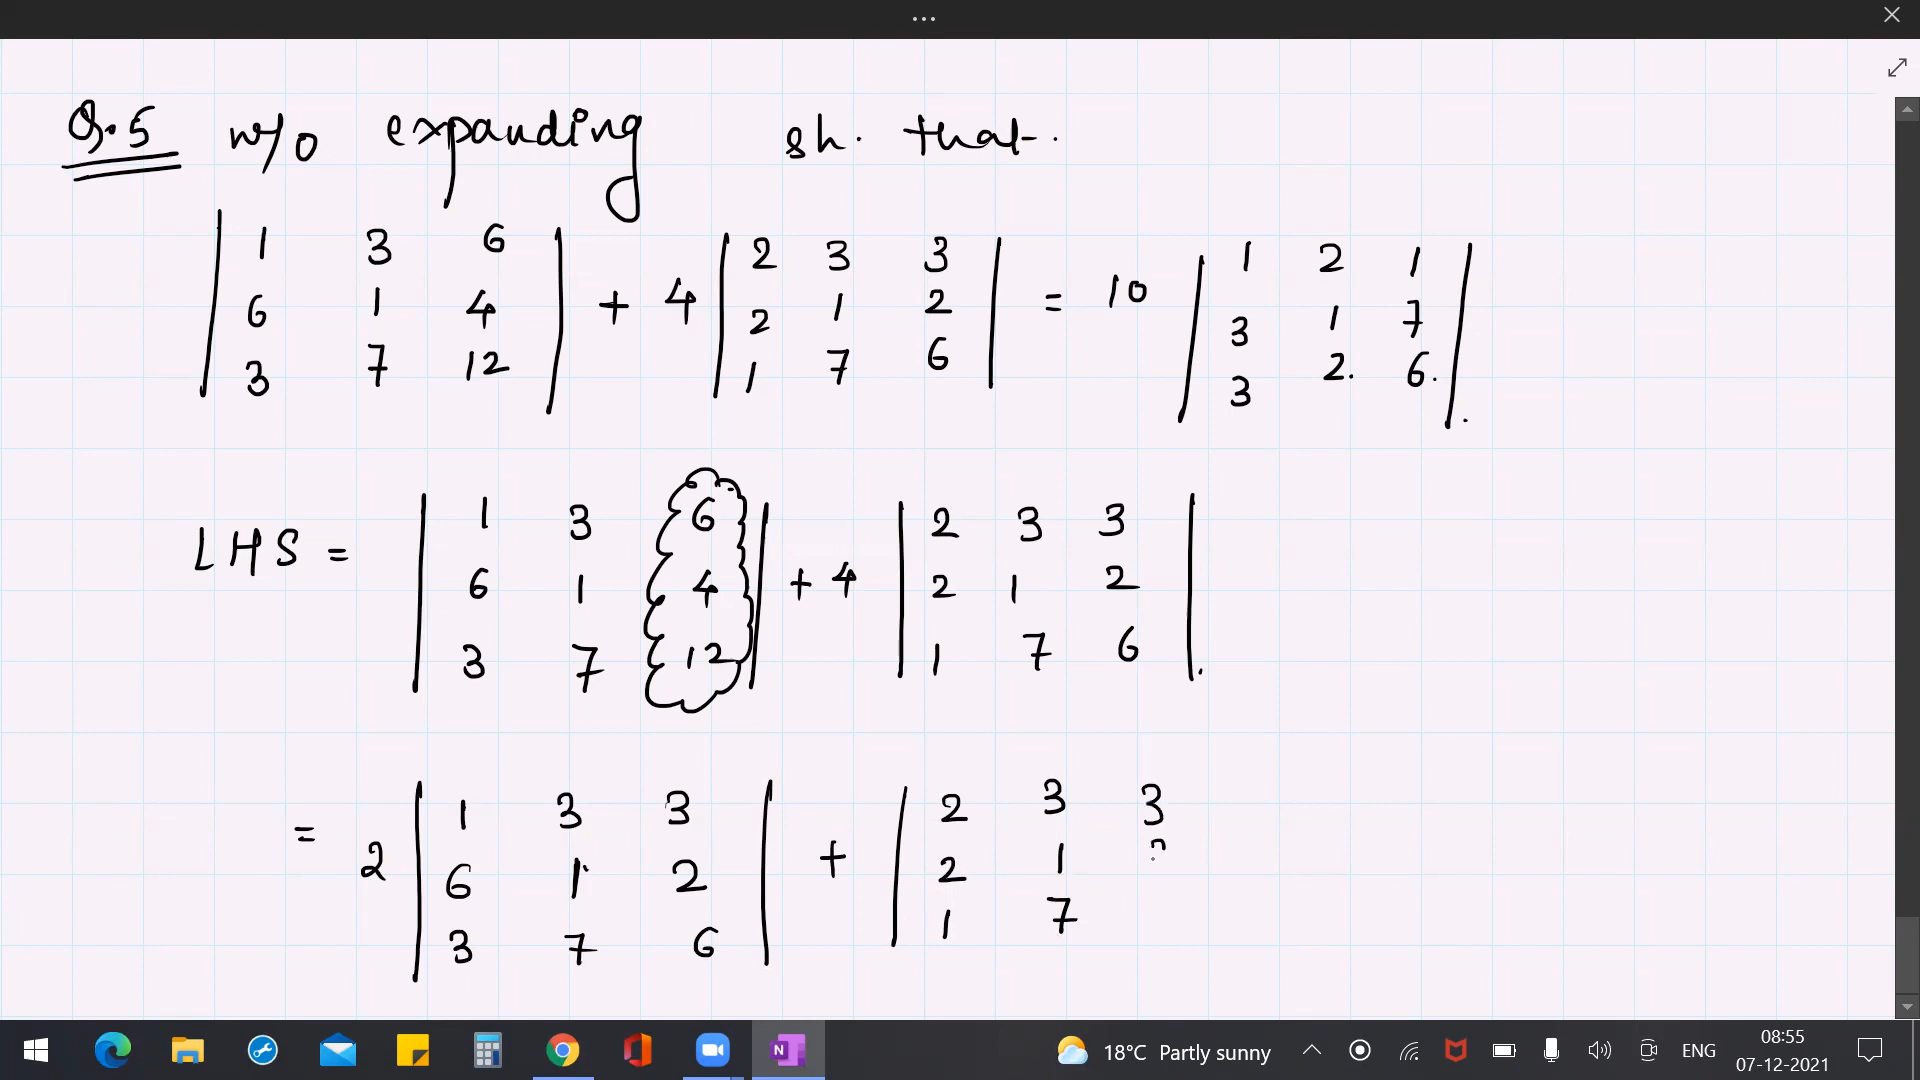 ...
Q.5 w/o expanding sh. that.
| 1 3 6 | + 4 | 2 3 3 | = 10 | 1 2 1 |
| 6 1 4 | | 2 1 2 | | 3 1 7 |
| 3 7 12 | | 1 7 6 | | 3 2. 6. |.
LHS = | 1 3 6 | + 4 | 2 3 3 |
| 6 1 4 | | 2 1 2 |
| 3 7 12 | | 1 7 6 |.
= 2 | 1 3 3 | + | 2 3 3
| 6 1 2 | | 2 1
| 3 7 6 | | 1 7
18°C Partly sunny
ENG
08:55
07-12-2021